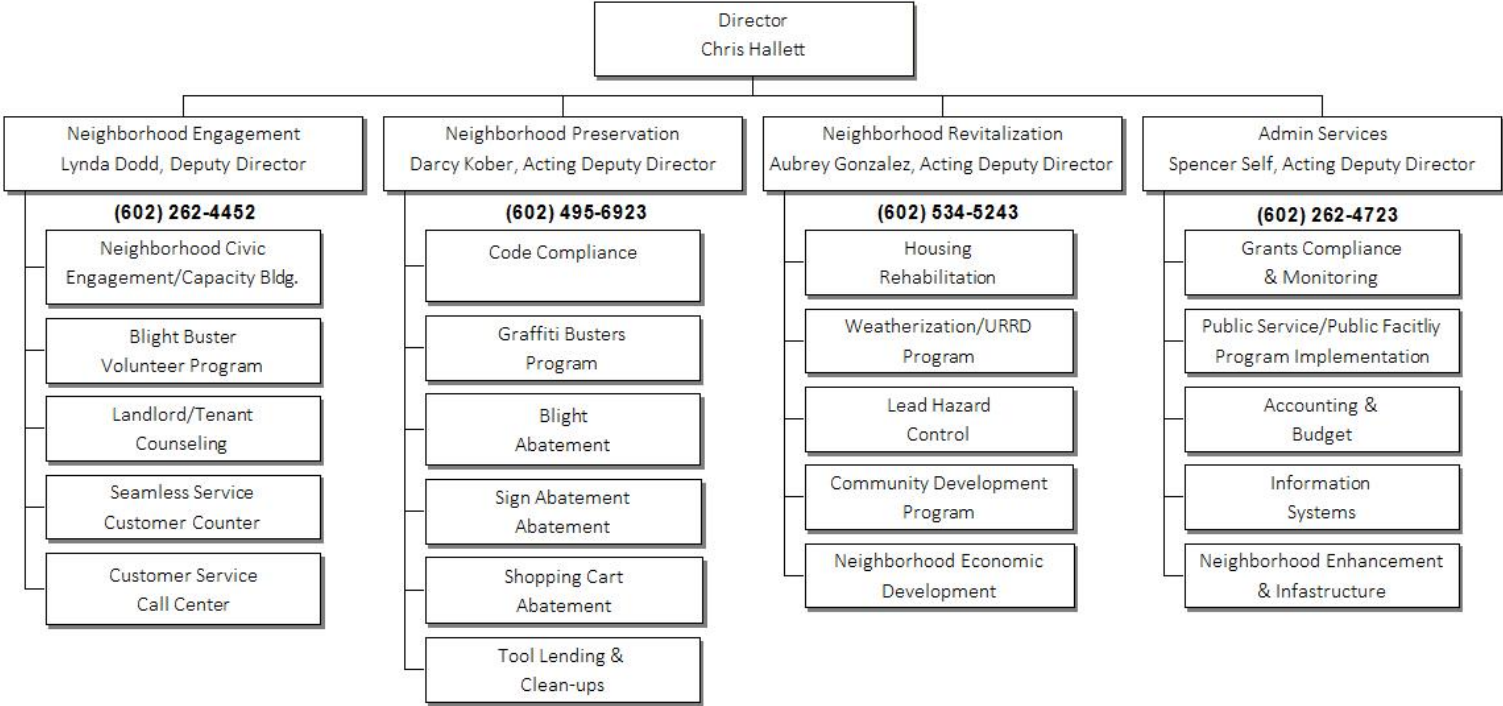 Director
Chris Hallett
Neighborhood Engagement
Lynda Dodd, Deputy Director
(602) 262-4452
Neighborhood Civic
Engagement/Capacity Bldg.
Blight Buster
Volunteer Program
Landlord/Tenant
Counseling
Seamless Service
Customer Counter
Customer Service
Call Center
Neighborhood Preservation
Darcy Kober, Acting Deputy Director
(602) 495-6923
Code Compliance
Graffiti Busters
Program
Blight
Abatement
Sign Abatement
Abatement
Shopping Cart
Abatement
Tool Lending &
Clean-ups
Neighborhood Revitalization
Aubrey Gonzalez, Acting Deputy Director
(602) 534-5243
Housing
Rehabilitation
Weatherization/URRD
Program
Lead Hazard
Control
Community Development
Program
Neighborhood Economic
Development
Admin Services
Spencer Self, Acting Deputy Director
(602) 262-4723
Grants Compliance
& Monitoring
Public Service/Public Facitliy
Program Implementation
Accounting &
Budget
Information
Systems
Neighborhood Enhancement
& Infastructure